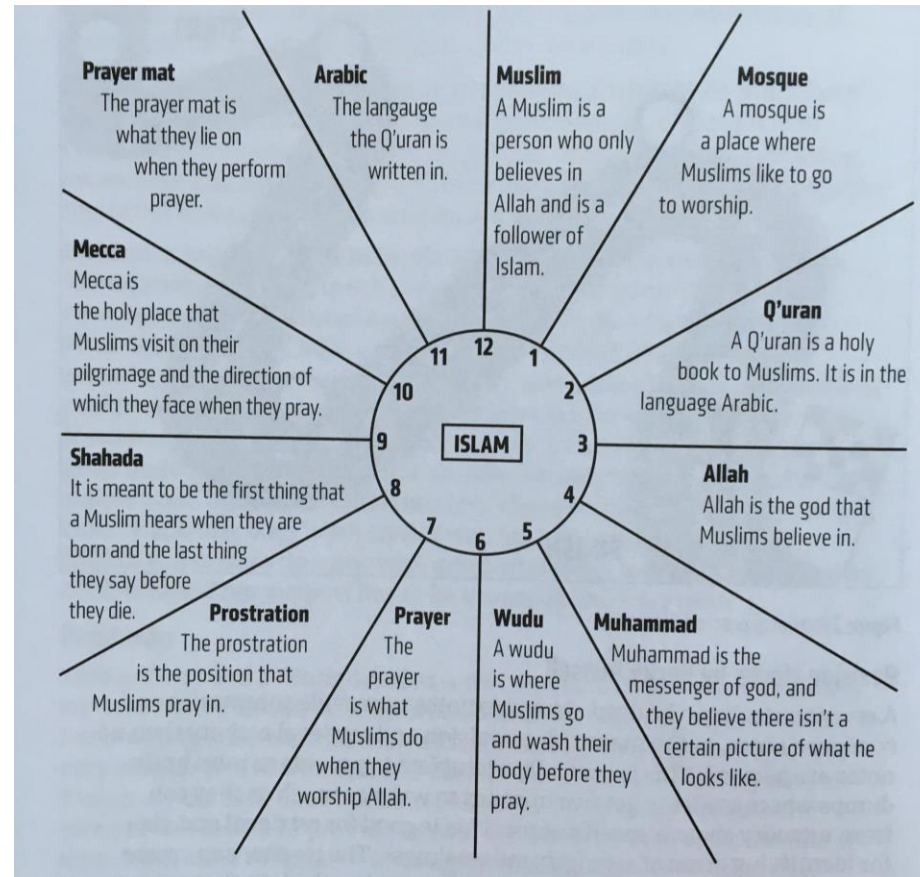 Prayer mat
The prayer mat is
what they lie on
when they perform
prayer.
Arabic
The langauge
the Q'uran is
written in.
Muslim
A Muslim is a
person who only
believes in
Allah and is a
follower of
Islam.
Mosque
A mosque is
a place where
Muslims like to go
to worship.
Mecca
Mecca is
the holy place that
Muslims visit on their
pilgrimage and the direction of
which they face when they pray.
Q'uran
A Q'uran is a holy
book to Muslims. It is in the
language Arabic.
11
12
1
10
2
9
ISLAM
3
8
4
7
6
5
Shahada
It is meant to be the first thing that
a Muslim hears when they are
born and the last thing
they say before
they die.
Allah
Allah is the god that
Muslims believe in.
Prostration
The prostration
is the position that
Muslims pray in.
Prayer
The
prayer
is what
Muslims do
when they
worship Allah.
Wudu
A wudu
is where
Muslims go
and wash their
body before they
pray.
Muhammad
Muhammad is the
messenger of god, and
they believe there isn't a
certain picture of what he
looks like.